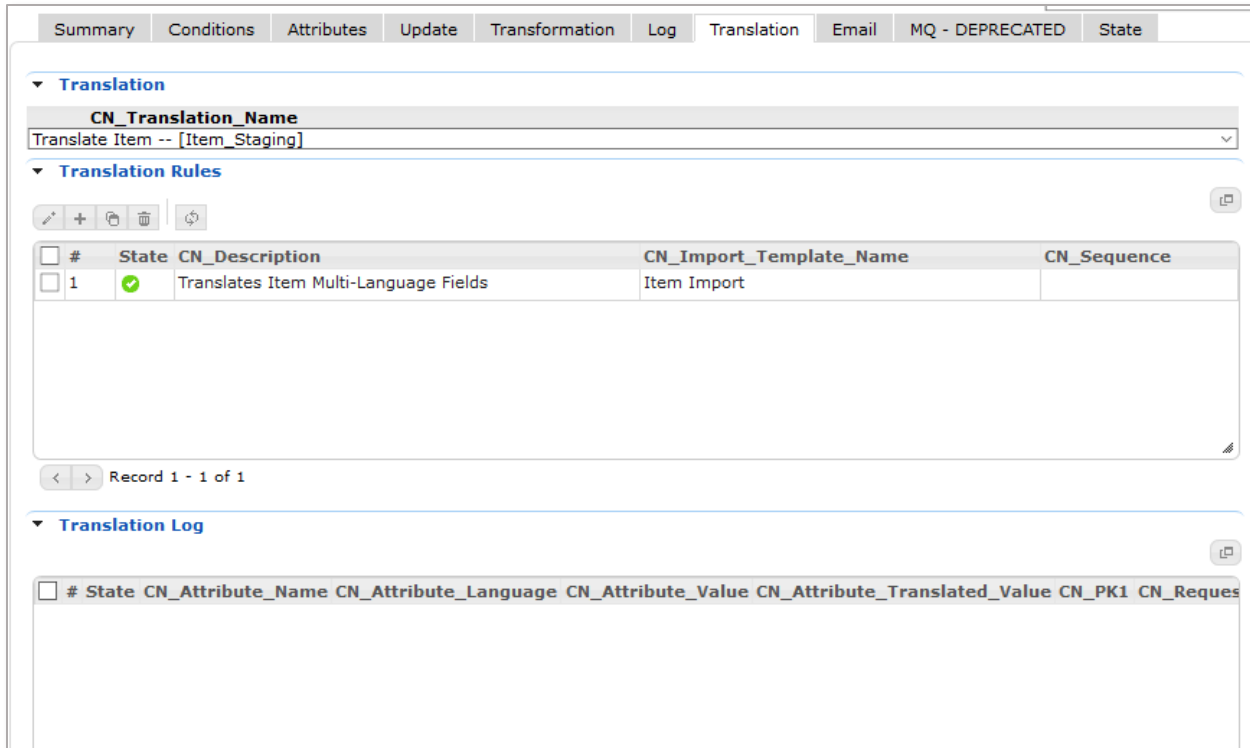 Summary Conditions Attributes Update Transformation Log Translation Email MQ - DEPRECATED State
Translation
CN_Translation_Name
Translate Item -- [Item_Staging]
Translation Rules
# State CN_Description CN_Import_Template_Name CN_Sequence
1 Translates Item Multi-Language Fields Item Import
Record 1 - 1 of 1
Translation Log
# State CN_Attribute_Name CN_Attribute_Language CN_Attribute_Value CN_Attribute_Translated_Value CN_PK1 CN_Reques